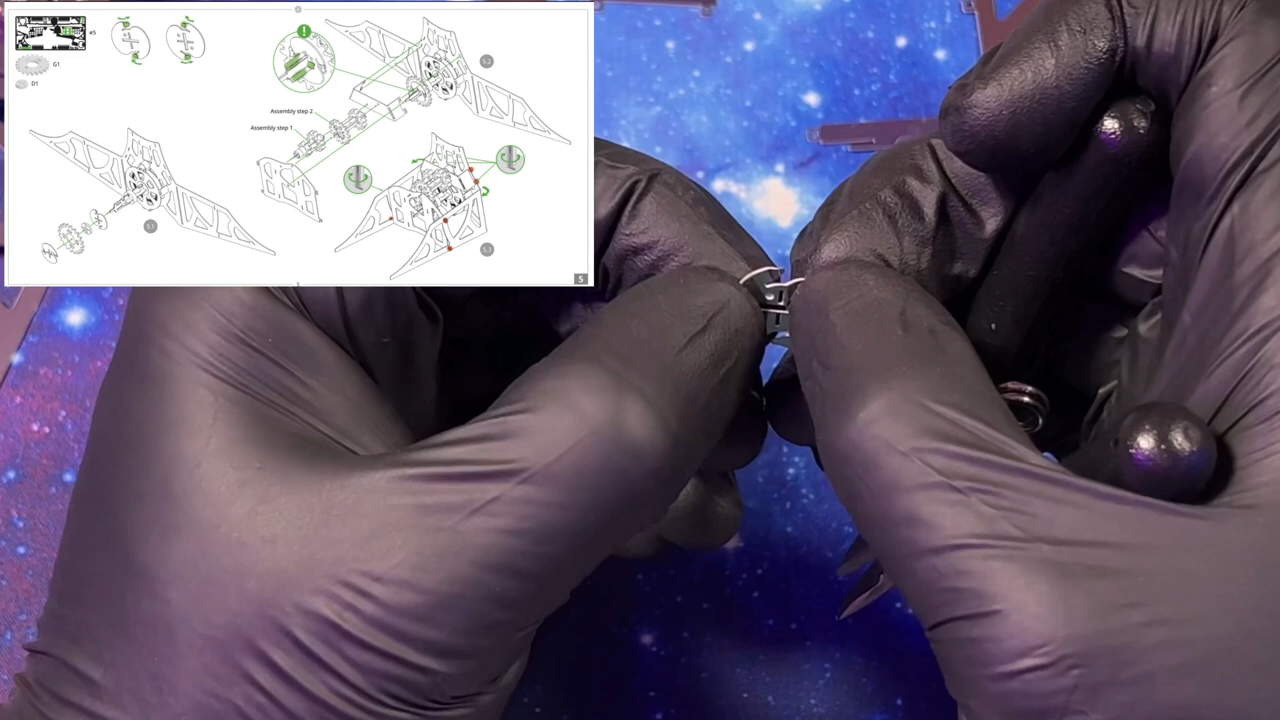 #5
G1
D1
5.2
Assembly step 2
Assembly step 1
5.1
5.3
5